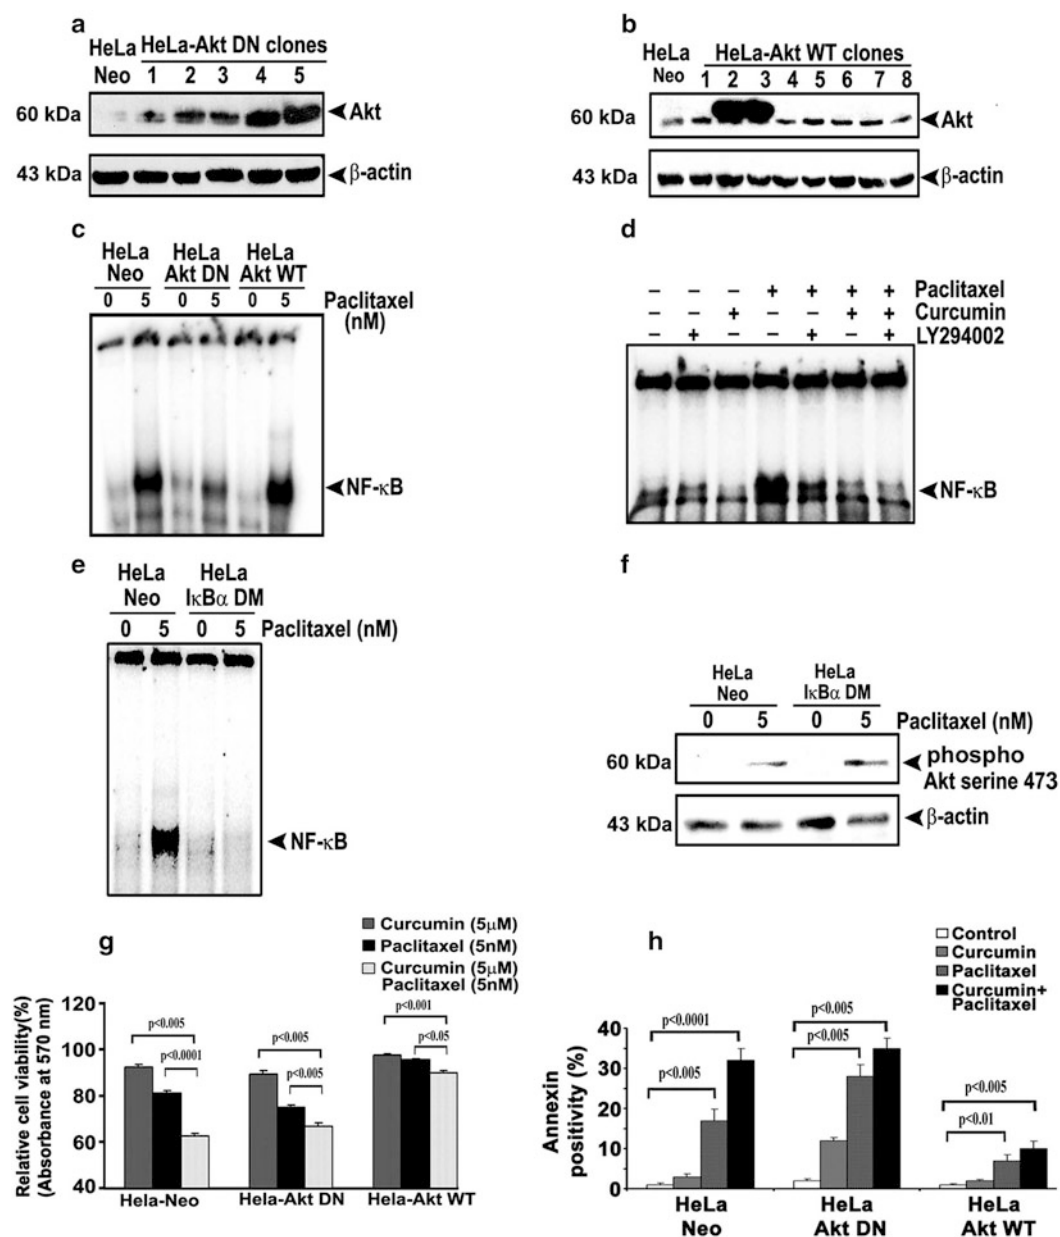 a
HeLa HeLa-Akt DN clones
Neo 1 2 3 4 5
60 kDa Akt
43 kDa β-actin
b
HeLa HeLa-Akt WT clones
Neo 1 2 3 4 5 6 7 8
60 kDa Akt
43 kDa β-actin
c
HeLa HeLa HeLa
Neo Akt DN Akt WT
0 5 0 5 0 5 Paclitaxel
(nM)
NF-κB
d
– – – + + + + Paclitaxel
– – + – – + + Curcumin
– + – – + – + LY294002
NF-κB
e
HeLa HeLa
Neo IκBα DM
0 5 0 5 Paclitaxel (nM)
NF-κB
f
HeLa HeLa
Neo IκBα DM
0 5 0 5 Paclitaxel (nM)
60 kDa phospho
Akt serine 473
43 kDa β-actin
g
Curcumin (5μM)
Paclitaxel (5nM)
Curcumin (5μM)
Paclitaxel (5nM)
Relative cell viability(%)
(Absorbance at 570 nm)
120
100
80
60
40
p<0.005
p<0.0001
p<0.005
p<0.005
p<0.001
p<0.05
Hela-Neo Hela-Akt DN Hela-Akt WT
h
Control
Curcumin
Paclitaxel
Curcumin+
Paclitaxel
Annexin
positivity (%)
40
30
20
10
0
p<0.0001
p<0.005
p<0.005
p<0.005
p<0.005
p<0.01
HeLa HeLa HeLa
Neo Akt DN Akt WT